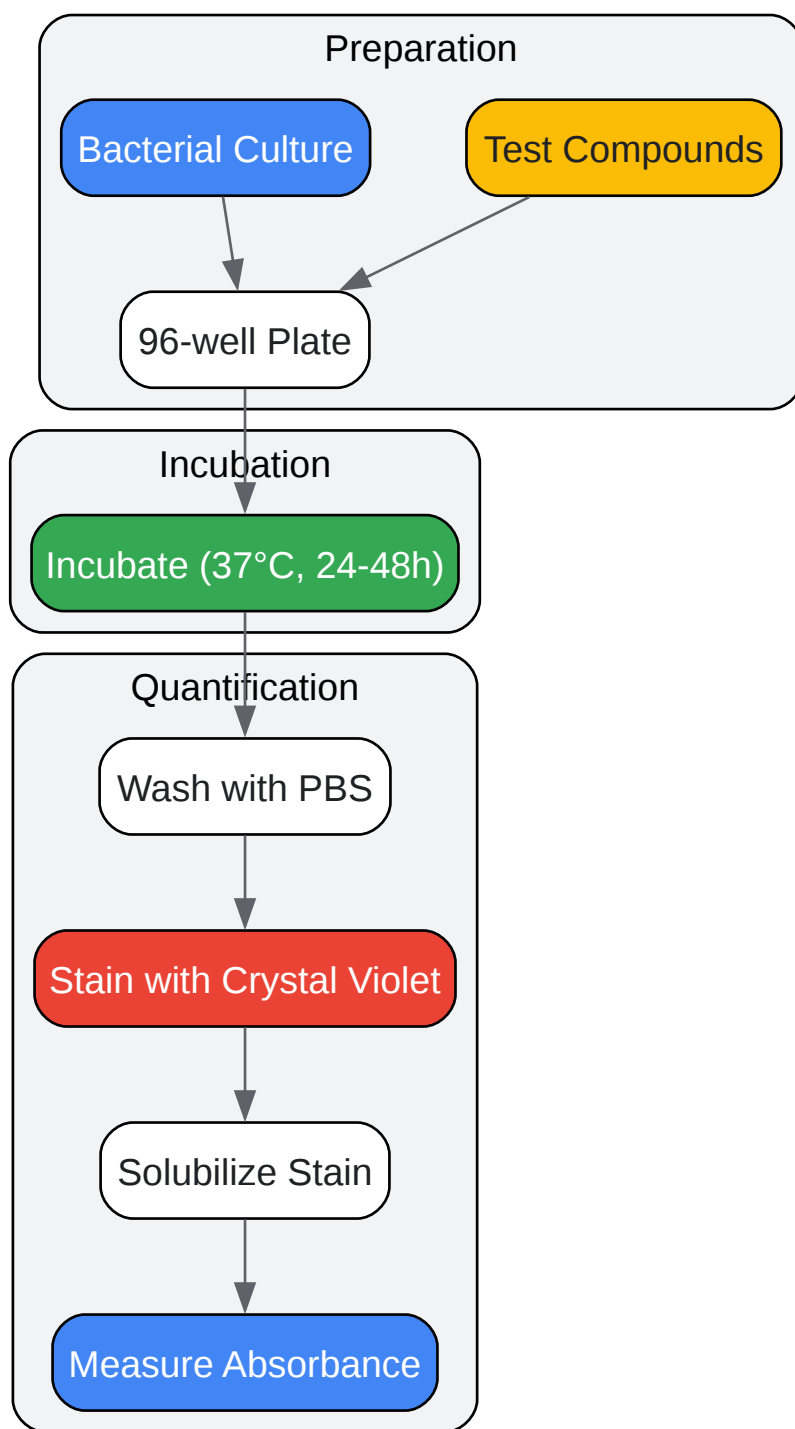 Preparation
Bacterial Culture
Test Compounds
96-well Plate
Incubation
Incubate (37°C, 24-48h)
Quantification
Wash with PBS
Stain with Crystal Violet
Solubilize Stain
Measure Absorbance